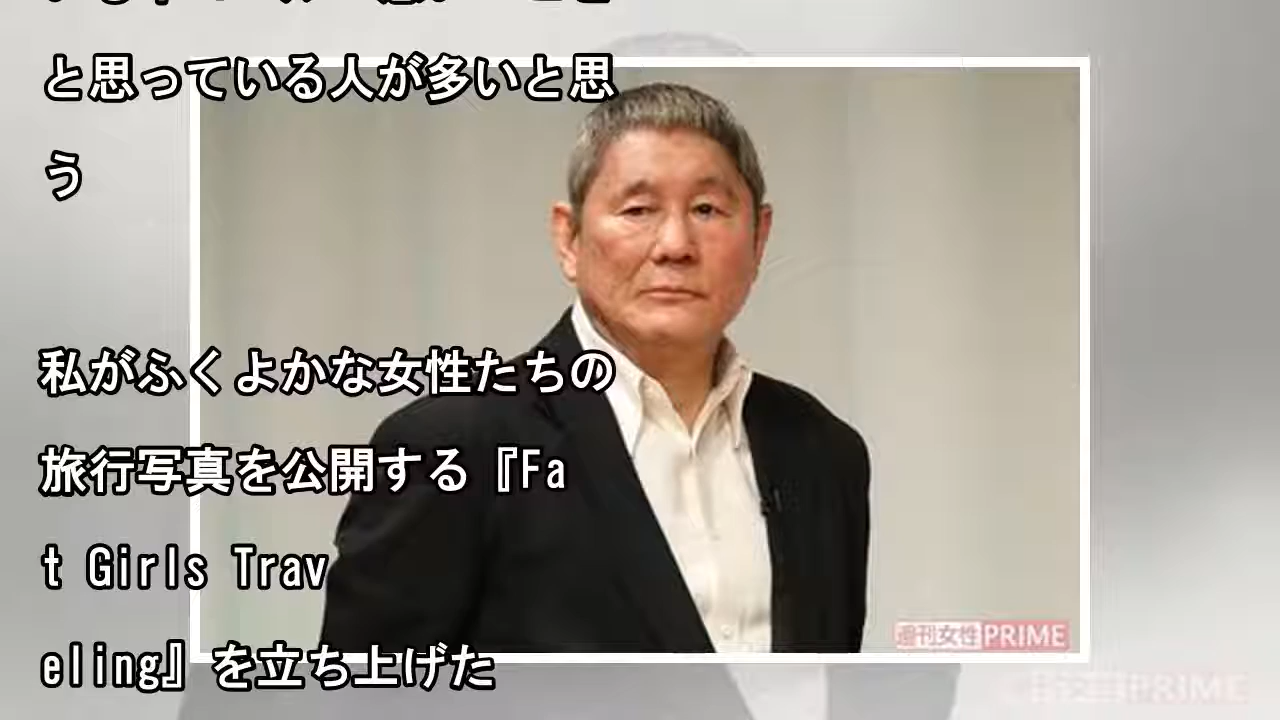 と思っている人が多いと思
う
私がふくよかな女性たちの
旅行写真を公開する『Fa
t Girls Trav
eling』を立ち上げた
週刊女性PRIME
PRIME